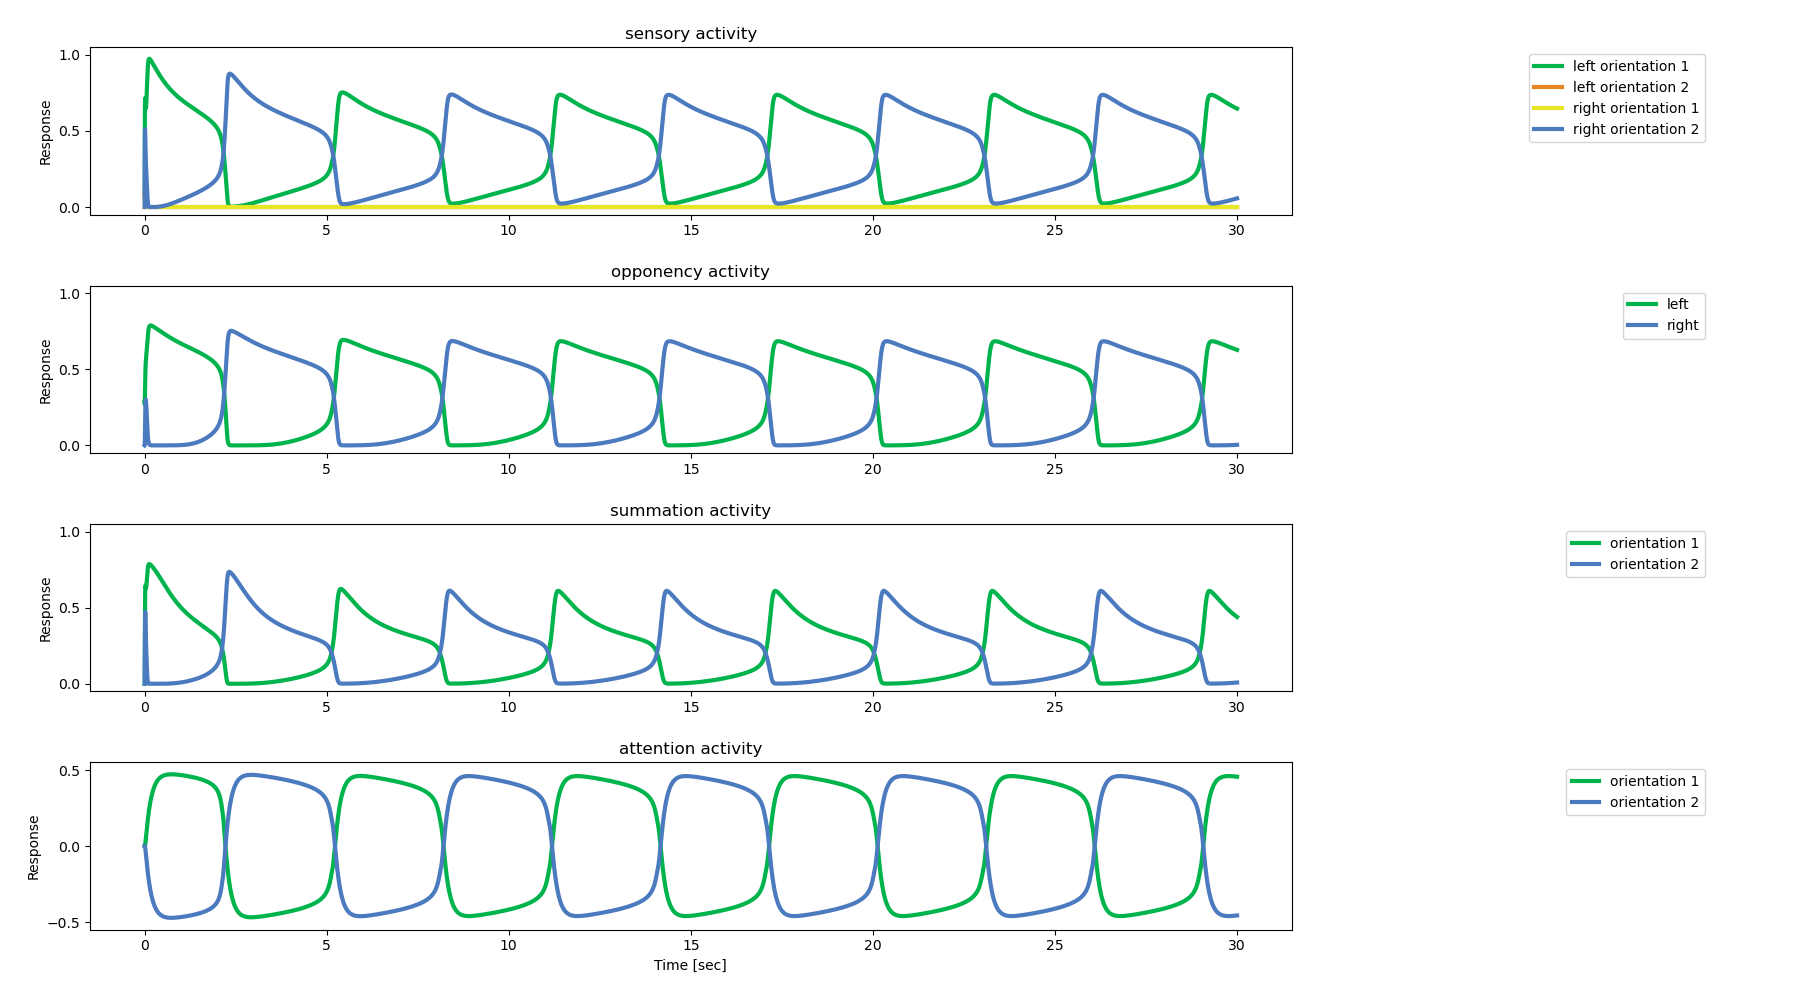 sensory activity
1.0
0.5
0.0
Response
0 5 10 15 20 25 30
left orientation 1
left orientation 2
right orientation 1
right orientation 2
opponency activity
1.0
0.5
0.0
Response
0 5 10 15 20 25 30
left
right
summation activity
1.0
0.5
0.0
Response
0 5 10 15 20 25 30
orientation 1
orientation 2
attention activity
0.5
0.0
−0.5
Response
0 5 10 15 20 25 30
Time [sec]
orientation 1
orientation 2